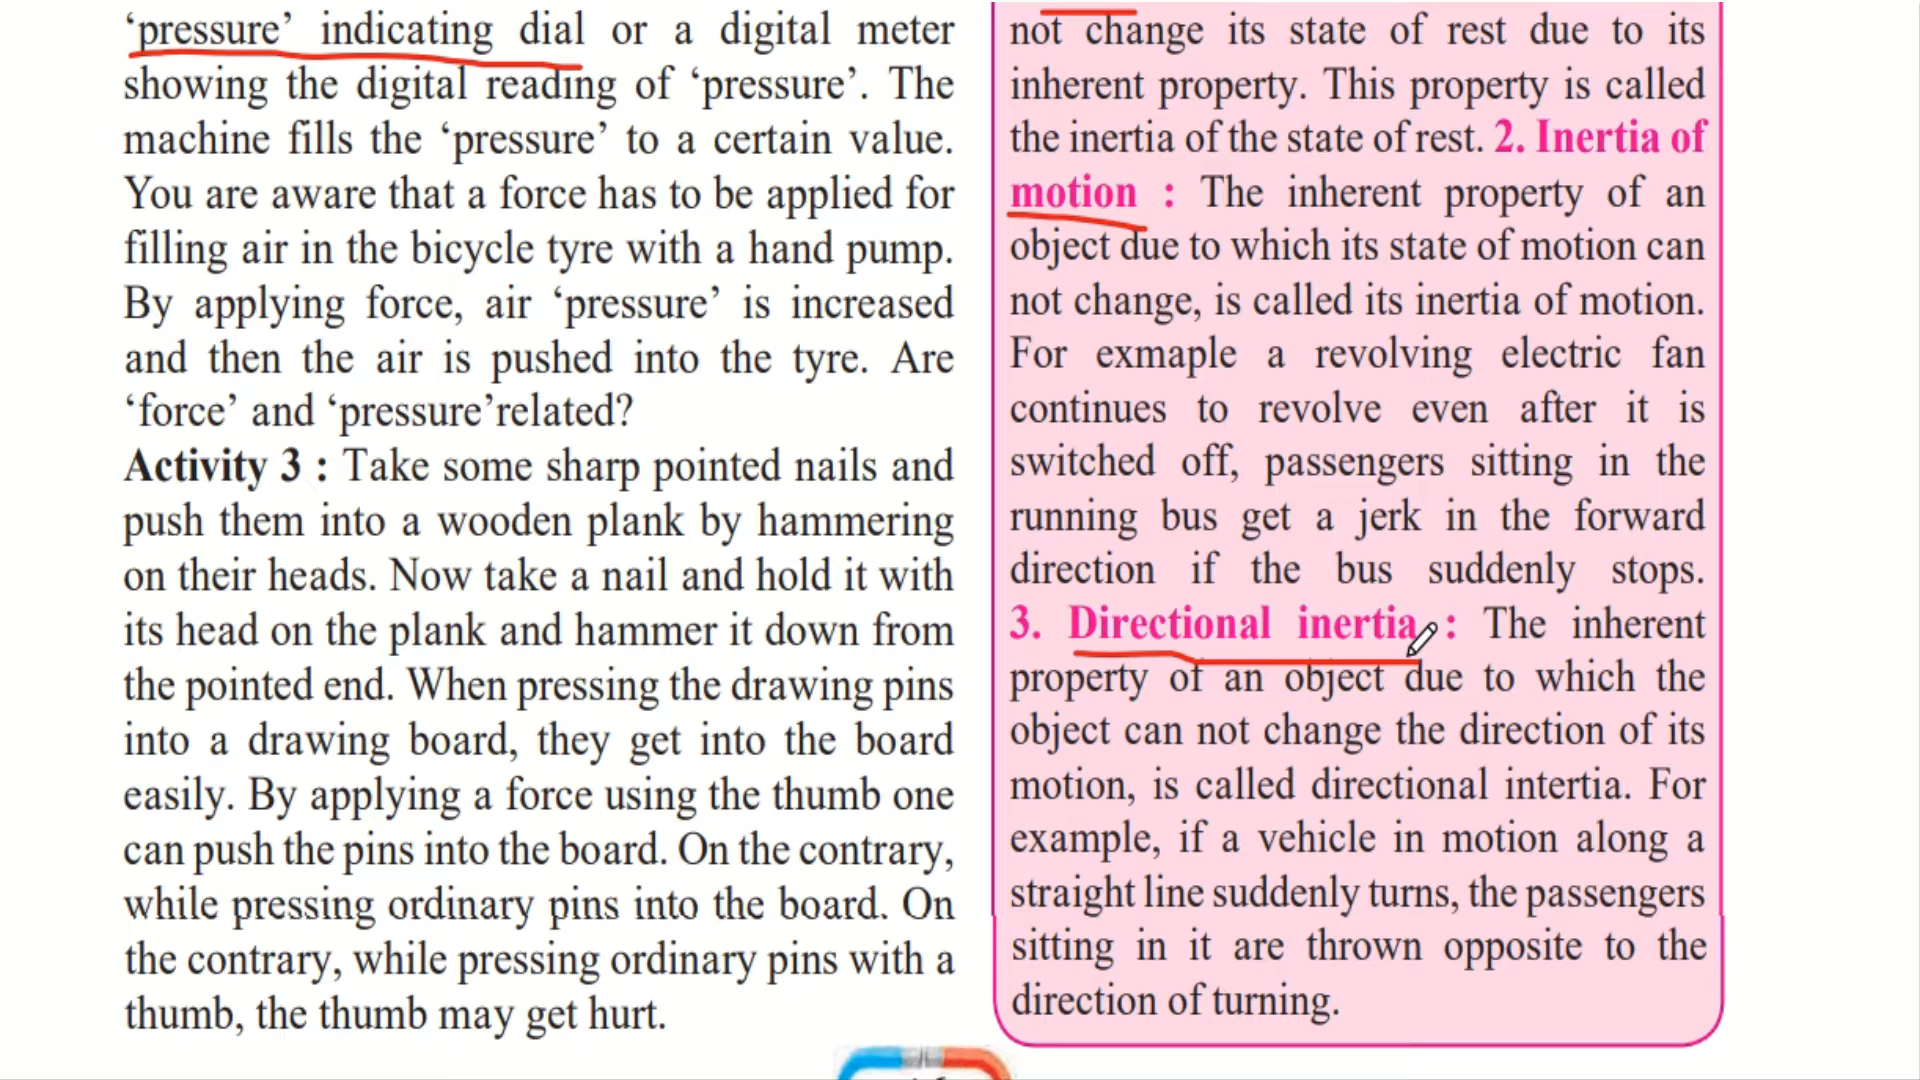 ‘pressure’ indicating dial or a digital meter
showing the digital reading of ‘pressure’. The
machine fills the ‘pressure’ to a certain value.
You are aware that a force has to be applied for
filling air in the bicycle tyre with a hand pump.
By applying force, air ‘pressure’ is increased
and then the air is pushed into the tyre. Are
‘force’ and ‘pressure’related?
Activity 3 : Take some sharp pointed nails and
push them into a wooden plank by hammering
on their heads. Now take a nail and hold it with
its head on the plank and hammer it down from
the pointed end. When pressing the drawing pins
into a drawing board, they get into the board
easily. By applying a force using the thumb one
can push the pins into the board. On the contrary,
while pressing ordinary pins into the board. On
the contrary, while pressing ordinary pins with a
thumb, the thumb may get hurt.
not change its state of rest due to its
inherent property. This property is called
the inertia of the state of rest. 2. Inertia of
motion : The inherent property of an
object due to which its state of motion can
not change, is called its inertia of motion.
For exmaple a revolving electric fan
continues to revolve even after it is
switched off, passengers sitting in the
running bus get a jerk in the forward
direction if the bus suddenly stops.
3. Directional inertia : The inherent
property of an object due to which the
object can not change the direction of its
motion, is called directional intertia. For
example, if a vehicle in motion along a
straight line suddenly turns, the passengers
sitting in it are thrown opposite to the
direction of turning.